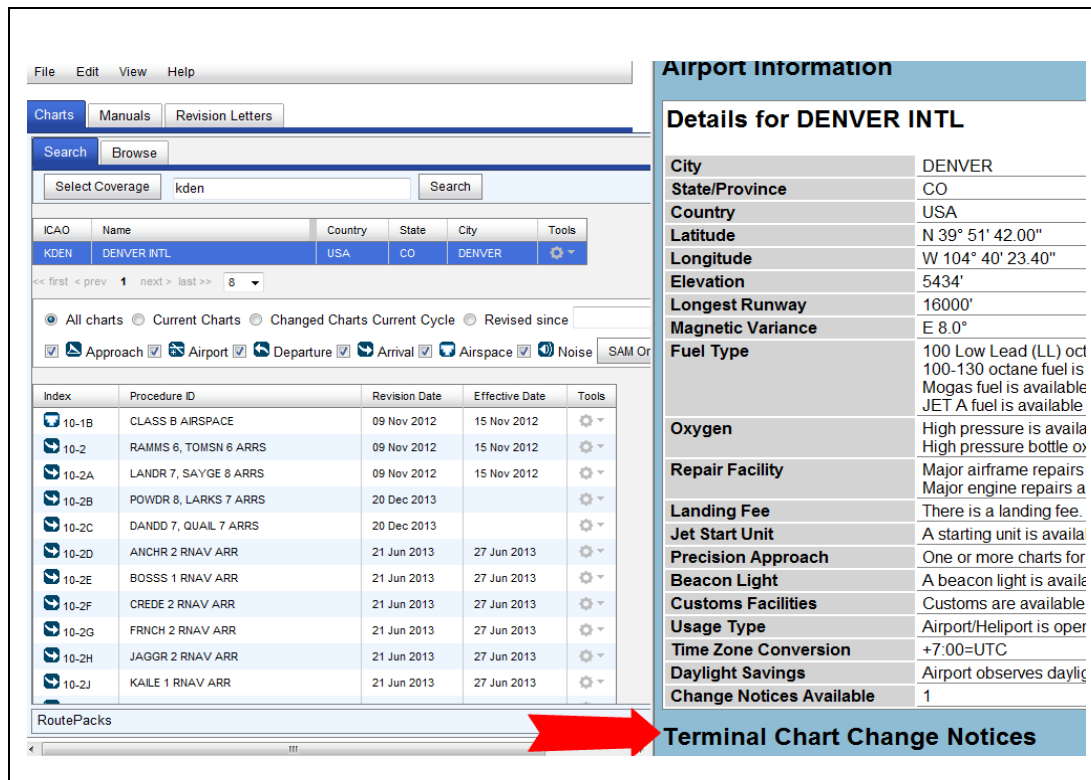 File Edit View Help
Charts Manuals Revision Letters
Search Browse
Select Coverage kden Search
ICAO Name Country State City Tools
KDEN DENVER INTL USA CO DENVER
<< first < prev 1 next > last >> 8
All charts Current Charts Changed Charts Current Cycle Revised since
Approach Airport Departure Arrival Airspace Noise SAM Or
Index Procedure ID Revision Date Effective Date Tools
10-1B CLASS B AIRSPACE 09 Nov 2012 15 Nov 2012
10-2 RAMMS 6, TOMSN 6 ARRS 09 Nov 2012 15 Nov 2012
10-2A LANDR 7, SAYGE 8 ARRS 09 Nov 2012 15 Nov 2012
10-2B POWDR 8, LARKS 7 ARRS 20 Dec 2013
10-2C DANDD 7, QUAIL 7 ARRS 20 Dec 2013
10-2D ANCHR 2 RNAV ARR 21 Jun 2013 27 Jun 2013
10-2E BOSSS 1 RNAV ARR 21 Jun 2013 27 Jun 2013
10-2F CREDE 2 RNAV ARR 21 Jun 2013 27 Jun 2013
10-2G FRNCH 2 RNAV ARR 21 Jun 2013 27 Jun 2013
10-2H JAGGR 2 RNAV ARR 21 Jun 2013 27 Jun 2013
10-2J KAILE 1 RNAV ARR 21 Jun 2013 27 Jun 2013
RoutePacks
Airport Information
Details for DENVER INTL
City DENVER
State/Province CO
Country USA
Latitude N 39° 51' 42.00"
Longitude W 104° 40' 23.40"
Elevation 5434'
Longest Runway 16000'
Magnetic Variance E 8.0°
Fuel Type 100 Low Lead (LL) oct
100-130 octane fuel is
Mogas fuel is available
JET A fuel is available
Oxygen High pressure is availa
High pressure bottle ox
Repair Facility Major airframe repairs
Major engine repairs a
Landing Fee There is a landing fee.
Jet Start Unit A starting unit is availa
Precision Approach One or more charts for
Beacon Light A beacon light is availa
Customs Facilities Customs are available
Usage Type Airport/Heliport is oper
Time Zone Conversion +7:00=UTC
Daylight Savings Airport observes daylig
Change Notices Available 1
Terminal Chart Change Notices